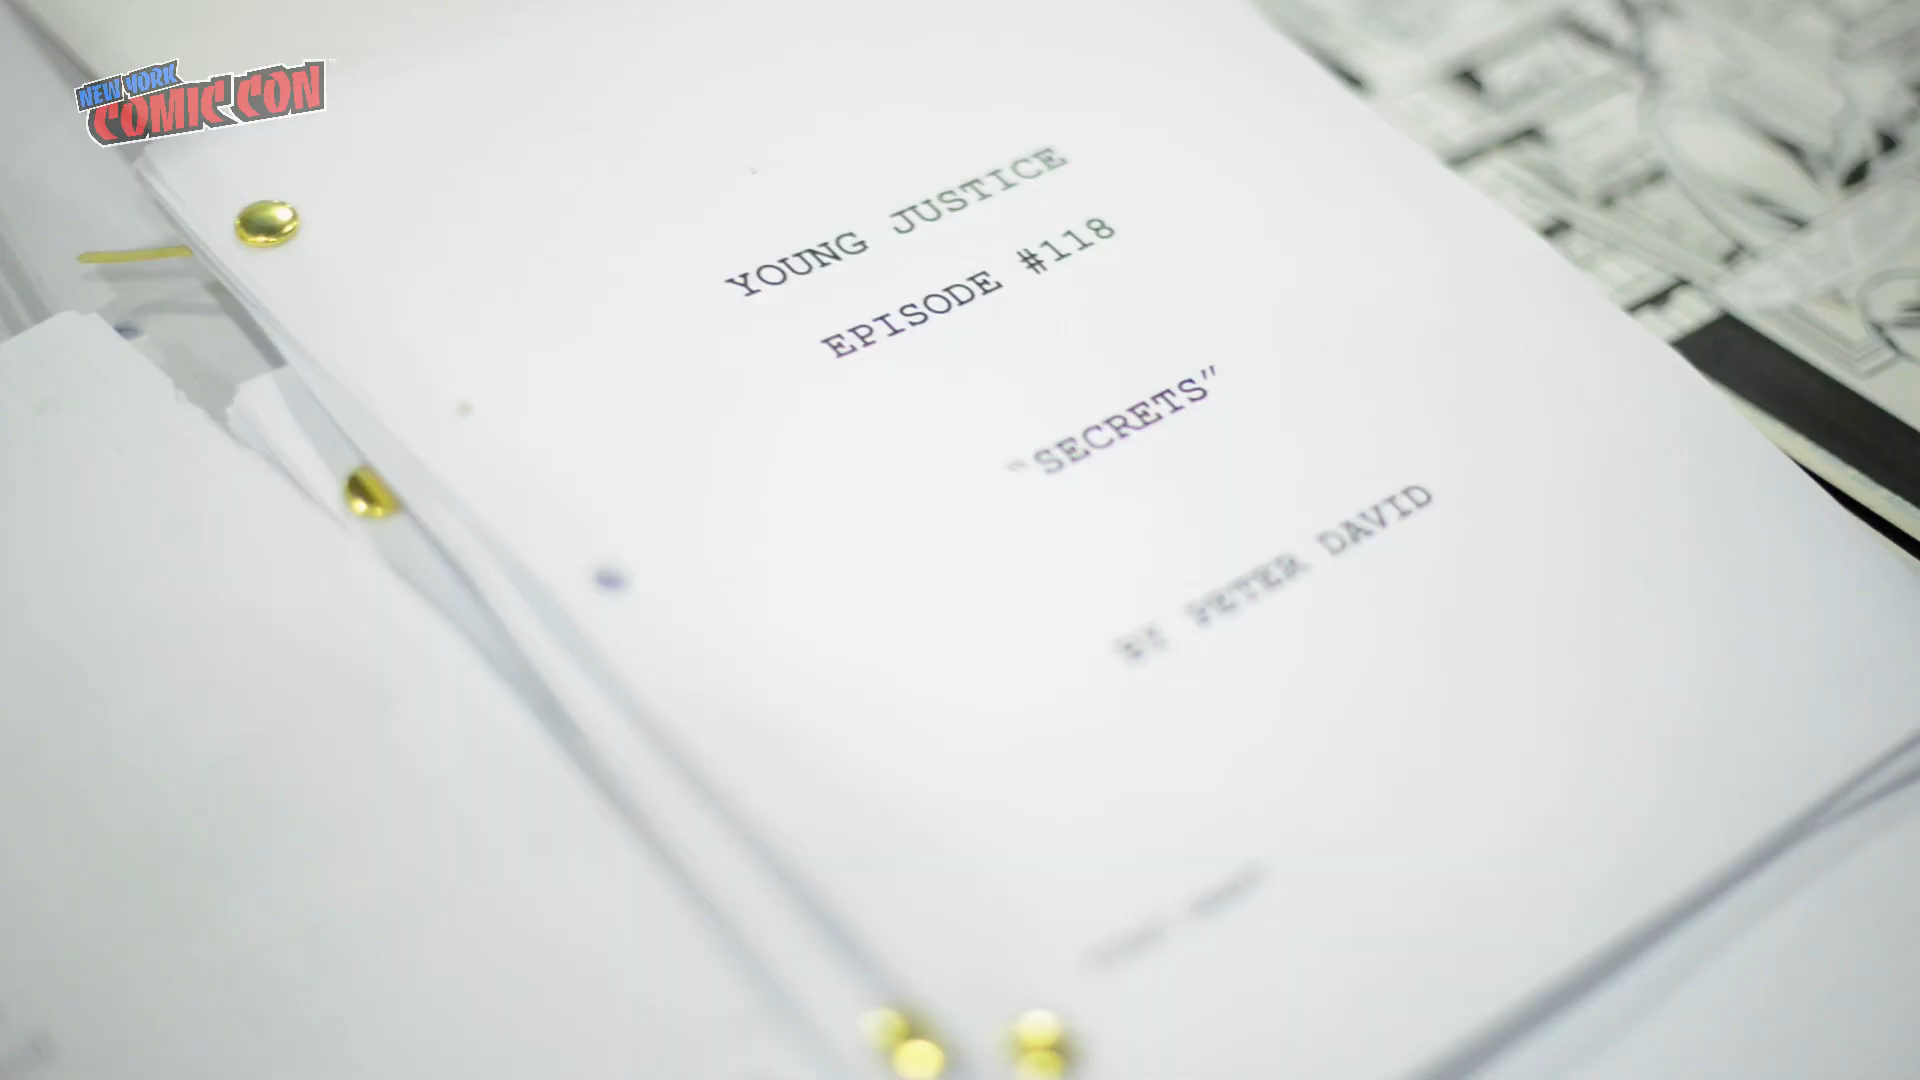 NEW YORK
COMIC CON
YOUNG JUSTICE
EPISODE #118
"SECRETS"
BY PETER DAVID